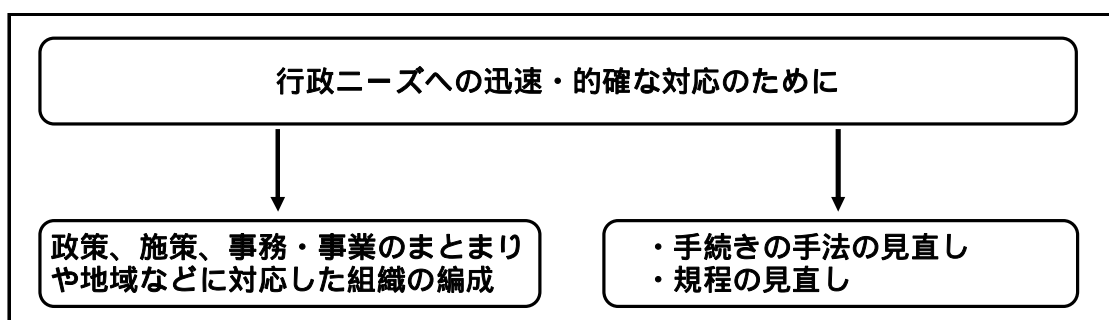 行政ニーズへの迅速・的確な対応のために
政策、施策、事務・事業のまとまり
や地域などに対応した組織の編成
・手続きの手法の見直し
・規程の見直し